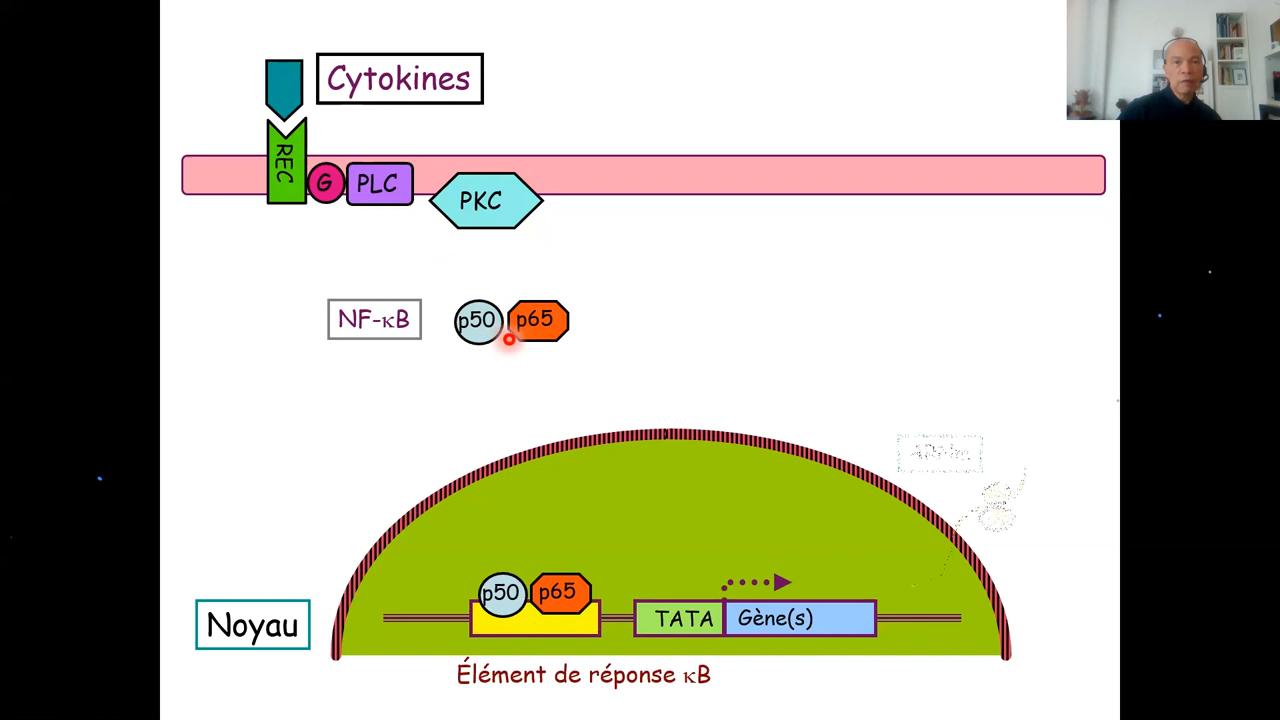 Cytokines
REC
G
PLC
PKC
NF-κB
p50
p65
p50
p65
TATA
Gène(s)
Noyau
Élément de réponse κB